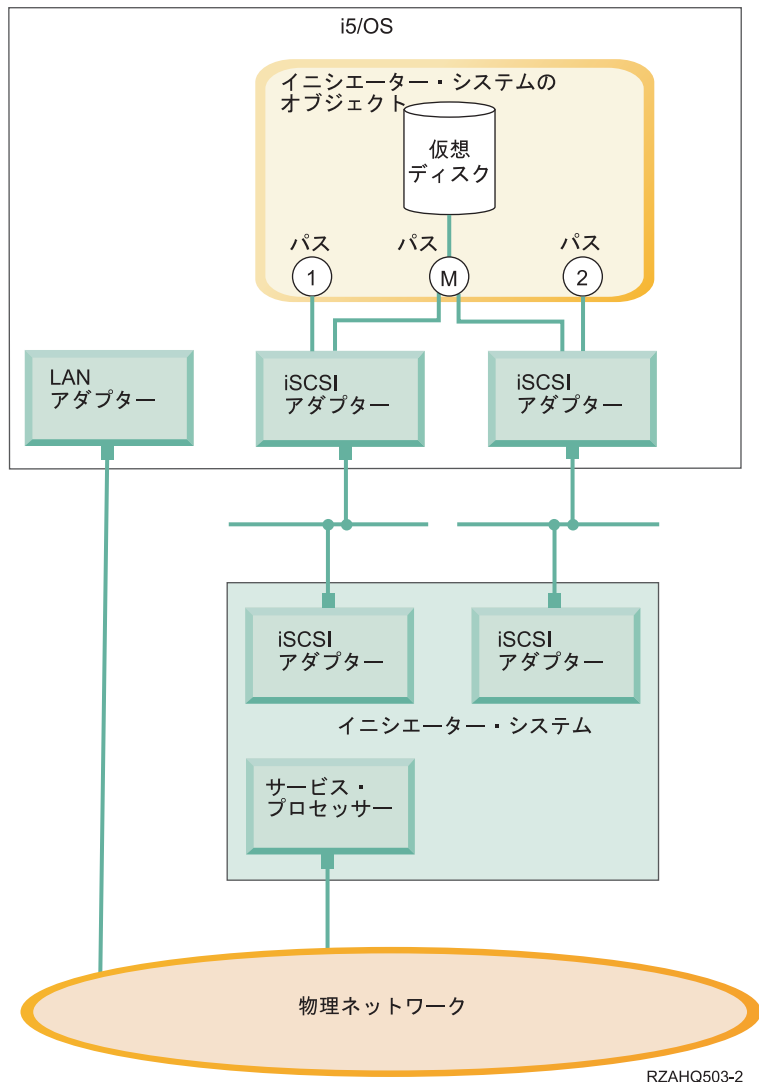 i5/OS
イニシエーター・システムの
オブジェクト
仮想
ディスク
パス
パス
パス
1
M
2
LAN
アダプター
iSCSI
アダプター
iSCSI
アダプター
iSCSI
アダプター
iSCSI
アダプター
イニシエーター・システム
サービス・
プロセッサー
物理ネットワーク
RZAHQ503-2